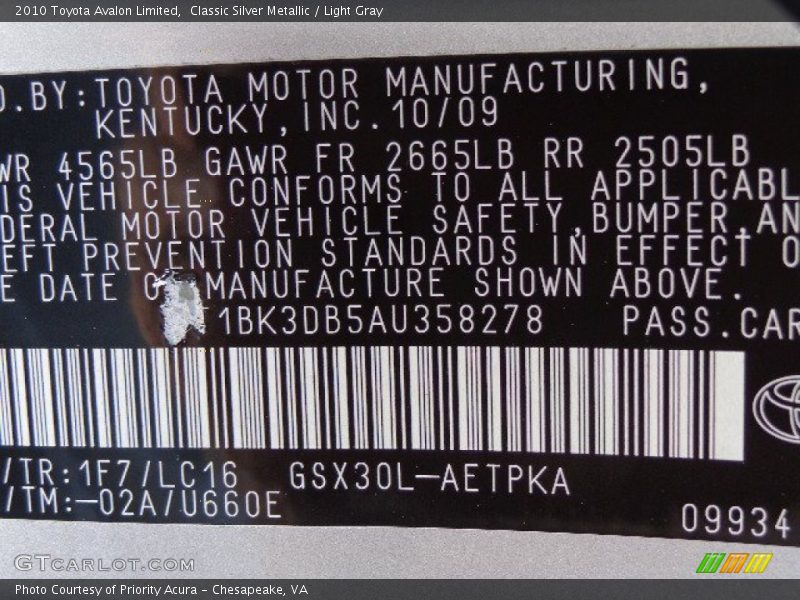 2010 Toyota Avalon Limited, Classic Silver Metallic / Light Gray
D.BY:TOYOTA MOTOR MANUFACTURING,
KENTUCKY,INC.10/09
WR 4565LB GAWR FR 2665LB RR 2505LB
IS VEHICLE CONFORMS TO ALL APPLICABL
DERAL MOTOR VEHICLE SAFETY,BUMPER,AN
EFT PREVENTION STANDARDS IN EFFECT O
E DATE O MANUFACTURE SHOWN ABOVE.
1BK3DB5AU358278 PASS.CAR
/TR:1F7/LC16 GSX30L-AETPKA
/TM:-02A/U660E
09934
GTCARLOT.COM
Photo Courtesy of Priority Acura - Chesapeake, VA